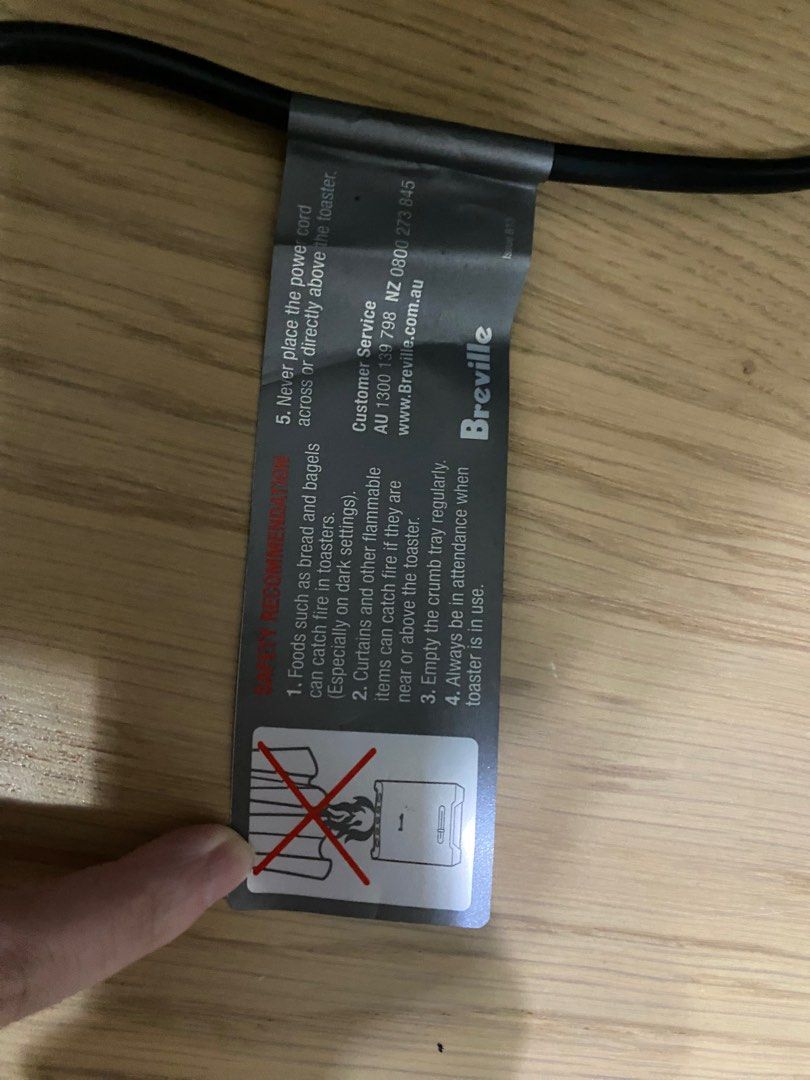 SAFETY RECOMMENDATION
1. Foods such as bread and bagels
can catch fire in toasters.
(Especially on dark settings).
2. Curtains and other flammable
items can catch fire if they are
near or above the toaster.
3. Empty the crumb tray regularly.
4. Always be in attendance when
toaster is in use.
5. Never place the power cord
across or directly above the toaster.
Customer Service
AU 1300 139 798 NZ 0800 273 845
www.Breville.com.au
Breville